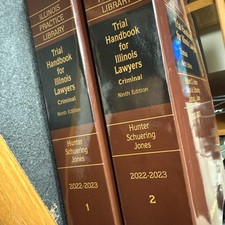 ILLINOIS
PRACTICE
LIBRARY
Trial
Handbook
for
Illinois
Lawyers
Criminal
Ninth Edition
Hunter
Schuering
Jones
2022-2023
1
LIBRARY
Trial
Handbook for
Illinois
Lawyers
Criminal
Ninth Edition
Hunter
Schuering
Jones
2022-2023
2